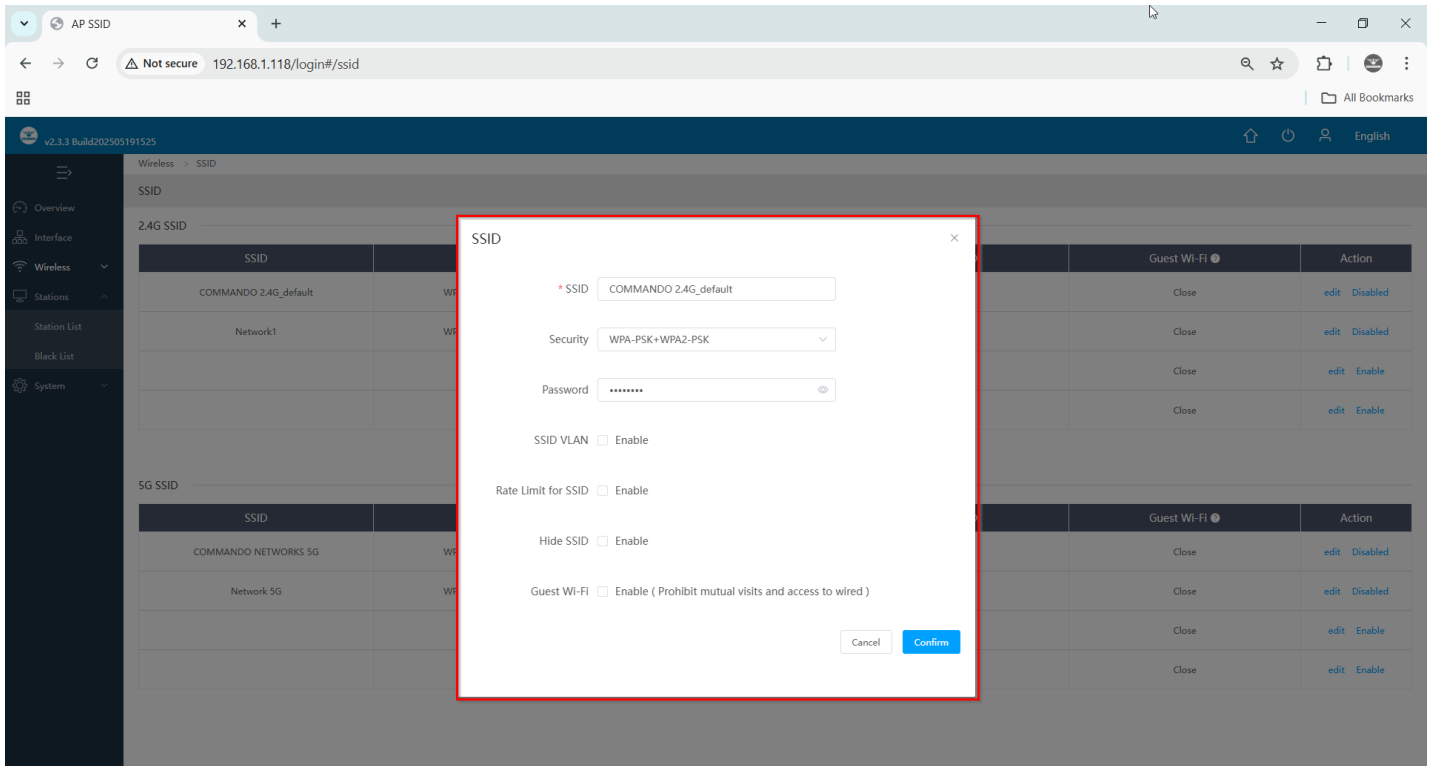 AP SSID
Not secure 192.168.1.118/login#/ssid
All Bookmarks
v2.3.3 Build202505191525 English
Wireless > SSID
SSID
Overview
Interface
Wireless
Stations
Station List
Black List
System
2.4G SSID
SSID Guest Wi-Fi Action
COMMANDO 2.4G_default Close edit Disabled
Network1 Close edit Disabled
Close edit Enable
Close edit Enable
5G SSID
SSID Guest Wi-Fi Action
COMMANDO NETWORKS 5G Close edit Disabled
Network 5G Close edit Disabled
Close edit Enable
Close edit Enable
SSID
* SSID COMMANDO 2.4G_default
Security WPA-PSK+WPA2-PSK
Password ••••••••
SSID VLAN Enable
Rate Limit for SSID Enable
Hide SSID Enable
Guest Wi-Fi Enable ( Prohibit mutual visits and access to wired )
Cancel Confirm